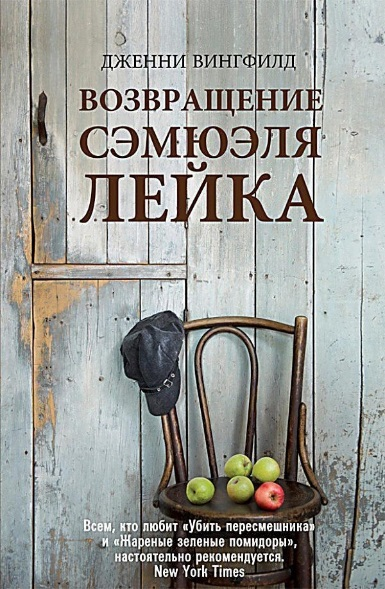 ДЖЕННИ ВИНГФИЛД
ВОЗВРАЩЕНИЕ
СЭМЮЭЛЯ
ЛЕЙКА
Всем, кто любит «Убить пересмешника»
и «Жареные зеленые помидоры»,
настоятельно рекомендуется.
New York Times